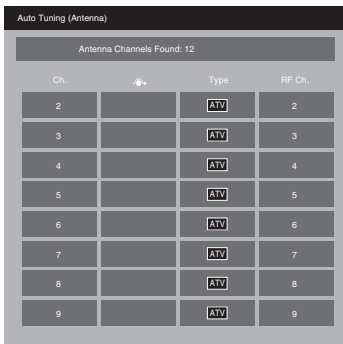 Auto Tuning (Antenna)
Antenna Channels Found: 12
Ch. Type RF Ch.
2 ATV 2
3 ATV 3
4 ATV 4
5 ATV 5
6 ATV 6
7 ATV 7
8 ATV 8
9 ATV 9